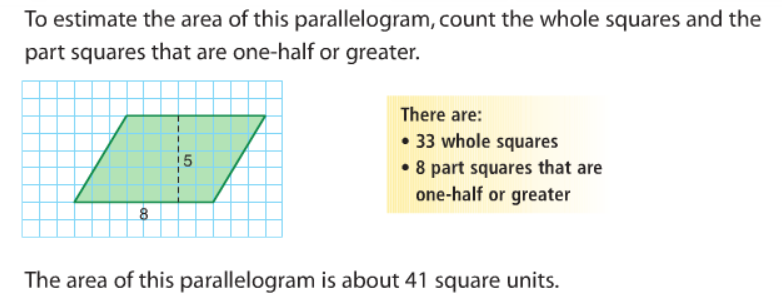 To estimate the area of this parallelogram, count the whole squares and the
part squares that are one-half or greater.
There are:
• 33 whole squares
• 8 part squares that are
one-half or greater
5
8
The area of this parallelogram is about 41 square units.